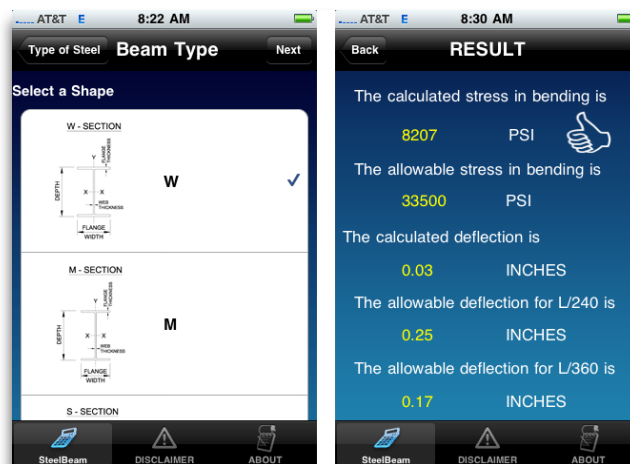 AT&T E 8:22 AM
Type of Steel Beam Type Next
Select a Shape
W - SECTION
FLANGE
THICKNESS
Y
DEPTH
X X
W
WEB
THICKNESS
FLANGE
WIDTH
M - SECTION
FLANGE
THICKNESS
Y
DEPTH
X X
M
WEB
THICKNESS
FLANGE
WIDTH
S - SECTION
SteelBeam DISCLAIMER ABOUT
AT&T E 8:30 AM
Back RESULT
The calculated stress in bending is
8207 PSI
The allowable stress in bending is
33500 PSI
The calculated deflection is
0.03 INCHES
The allowable deflection for L/240 is
0.25 INCHES
The allowable deflection for L/360 is
0.17 INCHES
SteelBeam DISCLAIMER ABOUT